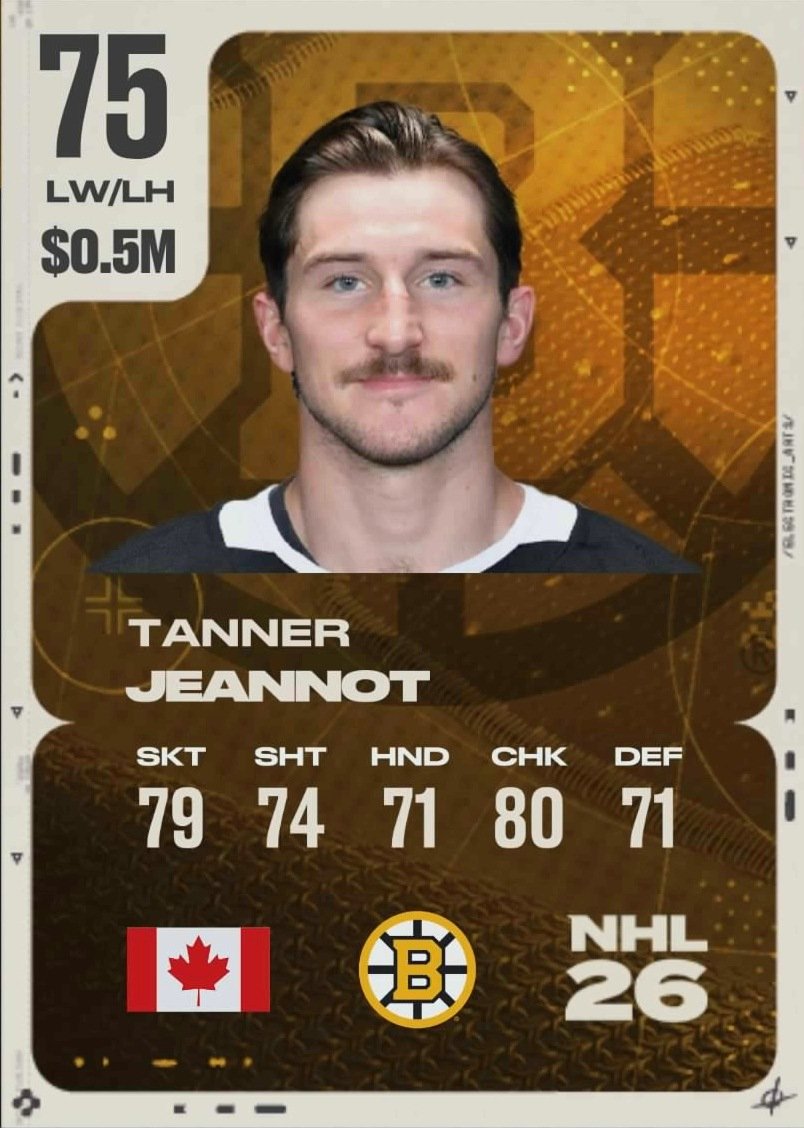 75
LW/LH
$0.5M
TANNER
JEANNOT
SKT SHT HND CHK DEF
79 74 71 80 71
B
NHL
26
/ELECTRONIC_ARTS/
®